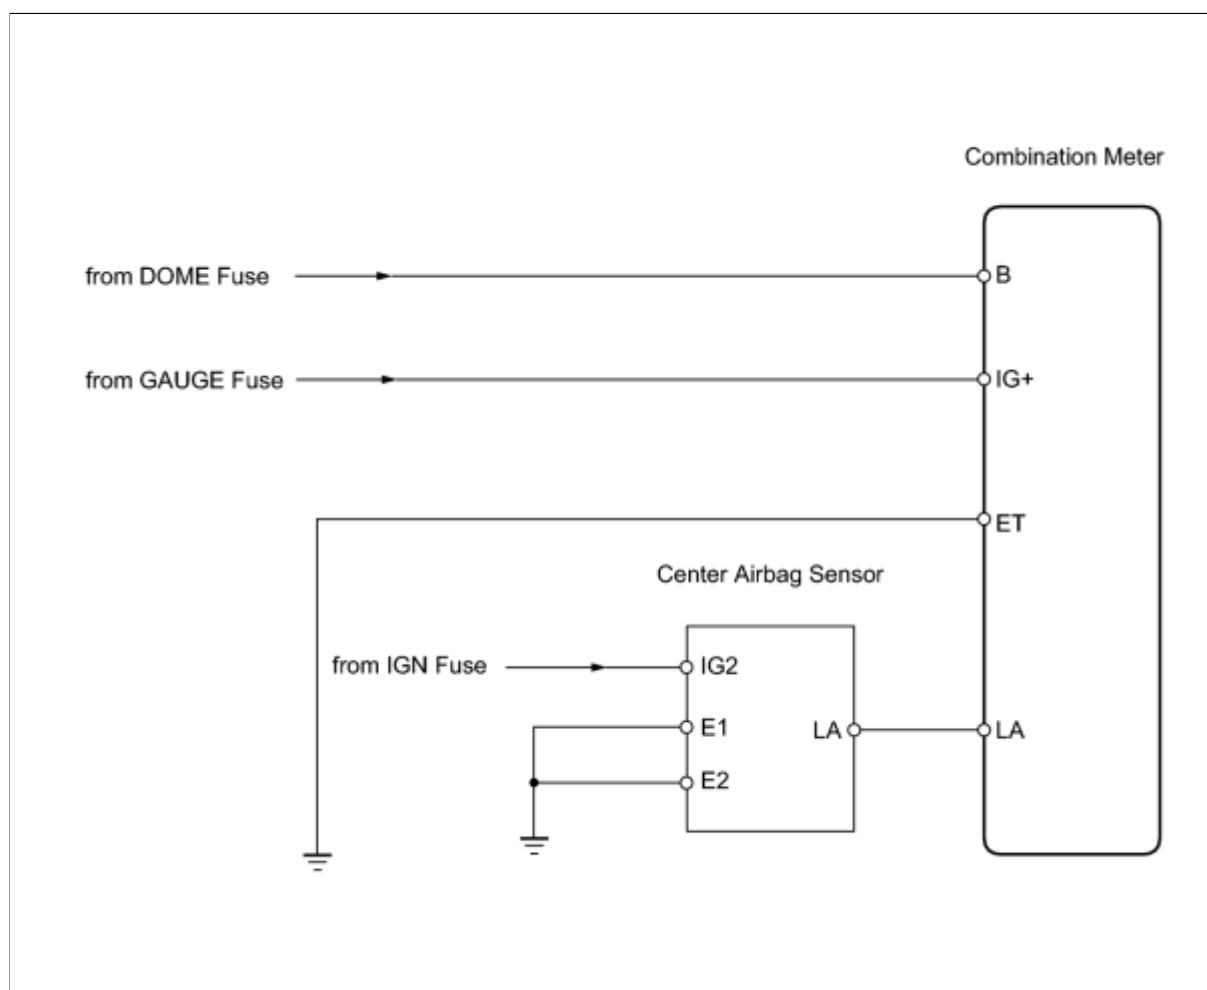 Combination Meter
from DOME Fuse
B
from GAUGE Fuse
IG+
ET
Center Airbag Sensor
from IGN Fuse
IG2
E1
LA
LA
E2